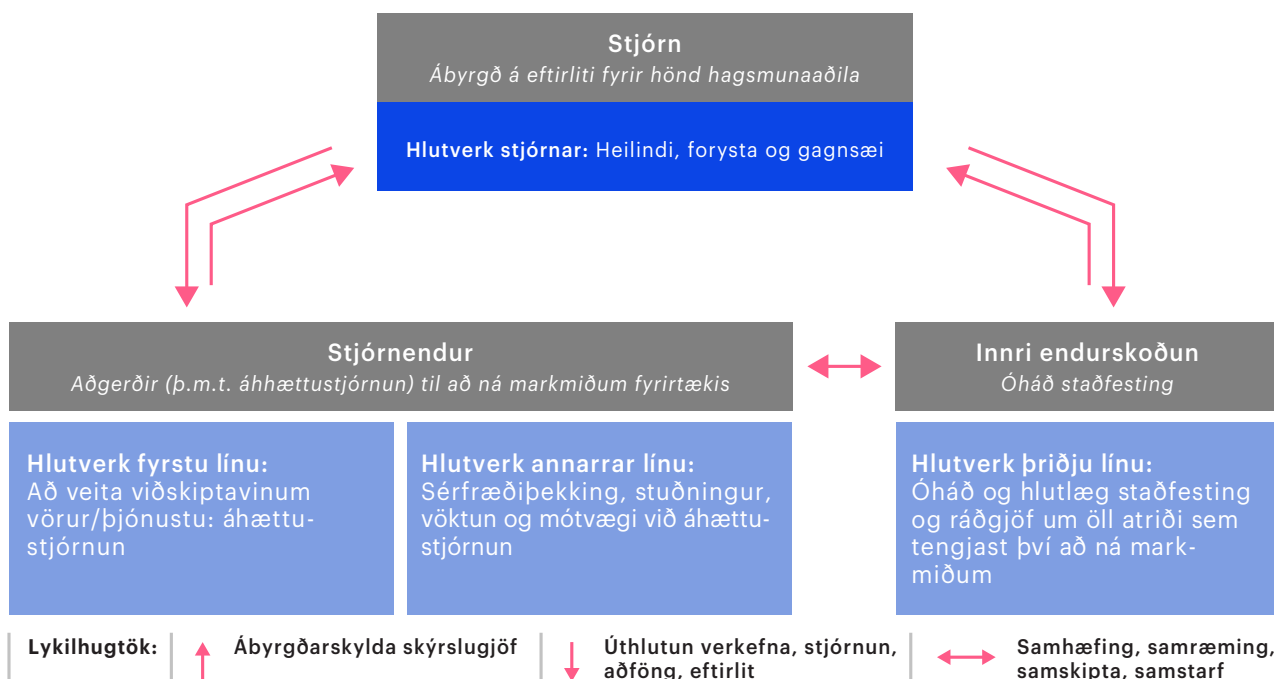 Stjórn
Ábyrgð á eftirliti fyrir hönd hagsmunaaðila
Hlutverk stjórnar: Heilindi, forysta og gagnsæi
Stjórnendur
Aðgerðir (þ.m.t. áhhættustjórnun) til að ná markmiðum fyrirtækis
Innri endurskoðun
Óháð staðfesting
Hlutverk fyrstu línu:
Að veita viðskiptavinum
vörur/þjónustu: áhættu-
stjórnun
Hlutverk annarrar línu:
Sérfræðiþekking, stuðningur,
vöktun og mótvægi við áhættu-
stjórnun
Hlutverk þriðju línu:
Óháð og hlutlæg staðfesting
og ráðgjöf um öll atriði sem
tengjast því að ná mark-
miðum
Lykilhugtök:
Ábyrgðarskylda skýrslugjöf
Úthlutun verkefna, stjórnun,
aðföng, eftirlit
Samhæfing, samræming,
samskipta, samstarf